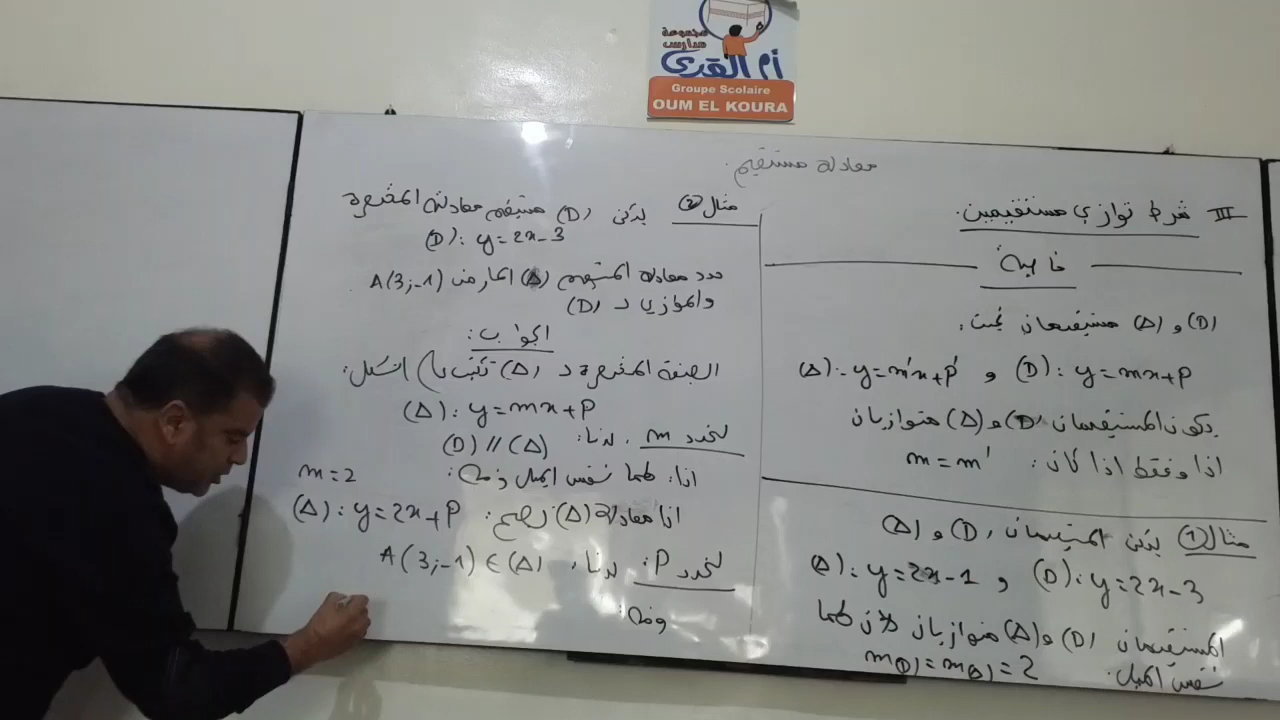 مجموعة
مدارس
أم القرى
Groupe Scolaire
OUM EL KOURA
معادلة مستقيم.
III شرط توازي مستقيمين.
خاصية
(D) و (Δ) مستقيمان بحيث:
(D): y=mx+p و (Δ): y=m'x+p'
يكون المستقيمان (D) و (Δ) متوازيان
اذا وفقط اذا كان: m=m'
مثال① ليكن المستقيمان (D) و (Δ)
(D): y=2x-3 و (Δ): y=2x-1
المستقيمان (D) و (Δ) متوازيان لأن لهما
نفس الميل: m(D)=m(Δ)=2
مثال② ليكن (D) مستقيم معادلته المختصرة
(D): y=2x-3
حدد معادلة المستقيم (Δ) المار من A(3;-1)
والموازي لـ (D)
الجواب:
الصيغة المختصرة لـ (Δ) تكتب على الشكل:
(Δ): y=mx+p
لنحدد m. لدينا: (D) // (Δ)
اذا: لهما نفس الميل ومنه: m=2
اذا معادلة (Δ) تصبح: (Δ): y=2x+p
لنحدد p: لدينا: A(3;-1) ∈ (Δ)
ومنه: